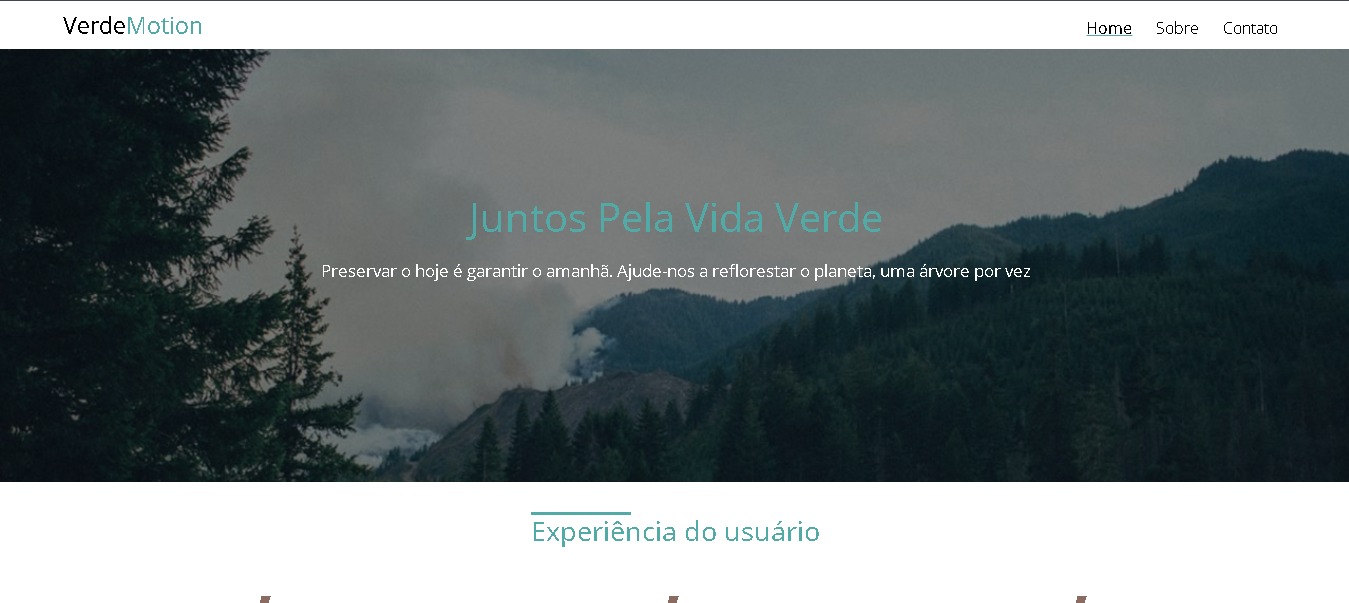 VerdeMotion
Home Sobre Contato
Juntos Pela Vida Verde
Preservar o hoje é garantir o amanhã. Ajude-nos a reflorestar o planeta, uma árvore por vez
Experiência do usuário